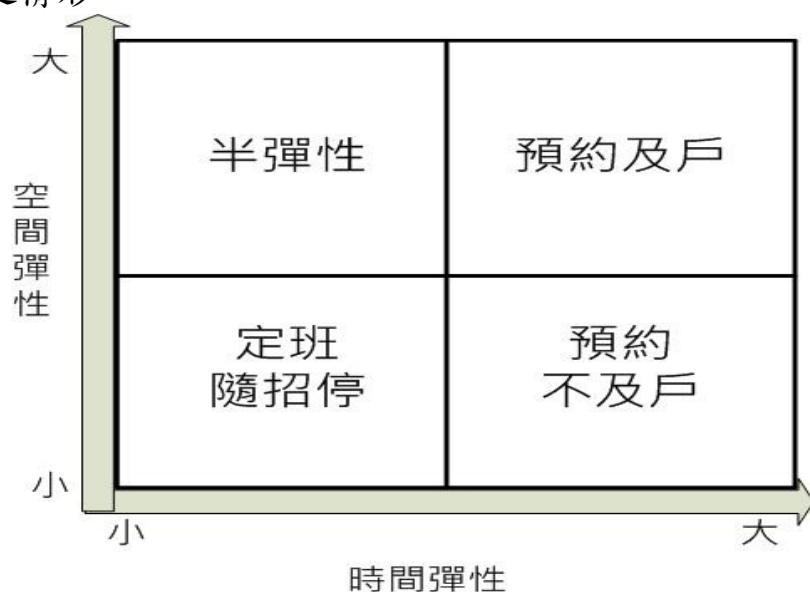 大
半彈性
預約及戶
空間彈性
定班
隨招停
預約
不及戶
小
小
大
時間彈性